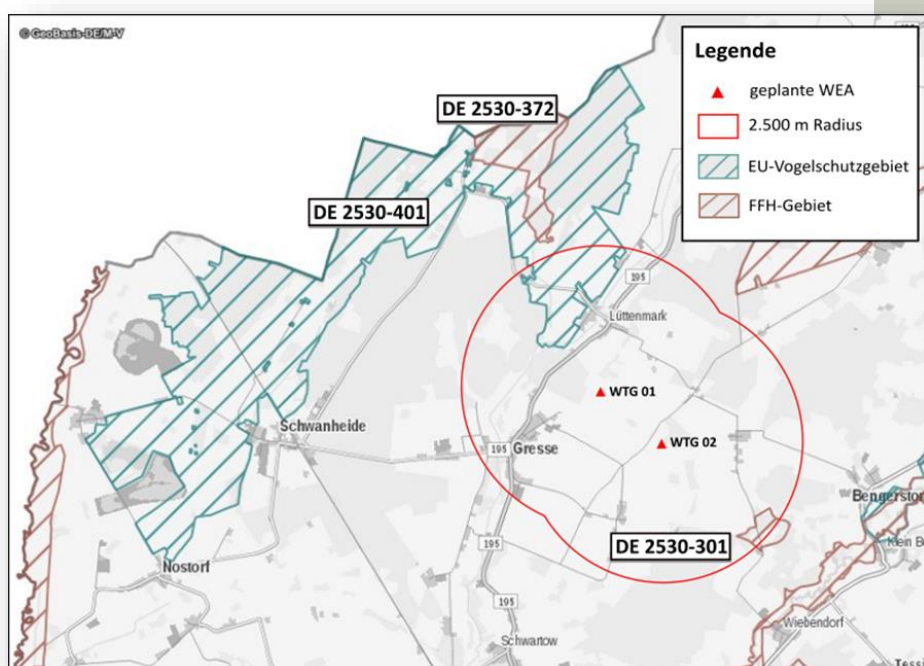 © GeoBasis-DE/M-V
Legende
geplante WEA
2.500 m Radius
EU-Vogelschutzgebiet
FFH-Gebiet
DE 2530-372
DE 2530-401
195
Lüttenmark
WTG 01
Schwanheide
195
Gresse
WTG 02
Bengerstor
DE 2530-301
195
Klein B
Nostorf
195
Wiebendorf
Schwartow